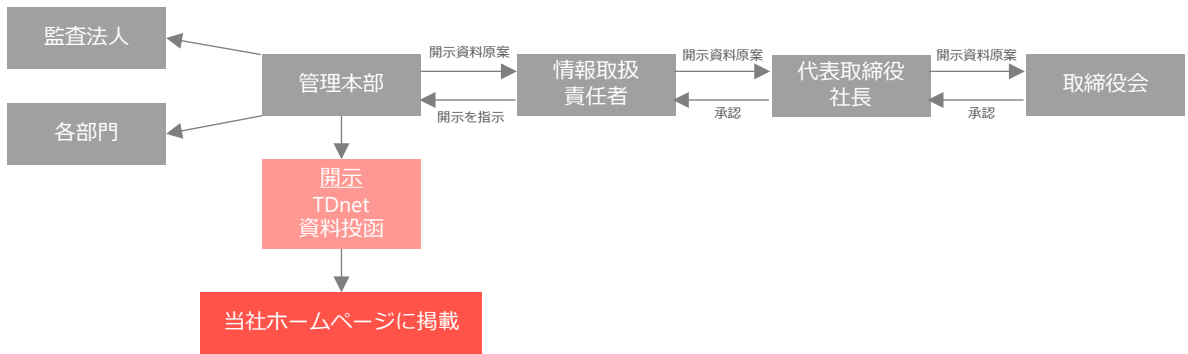 監査法人
各部門
管理本部
開示資料原案
開示を指示
情報取扱
責任者
開示資料原案
承認
代表取締役
社長
開示資料原案
承認
取締役会
開示
TDnet
資料投函
当社ホームページに掲載